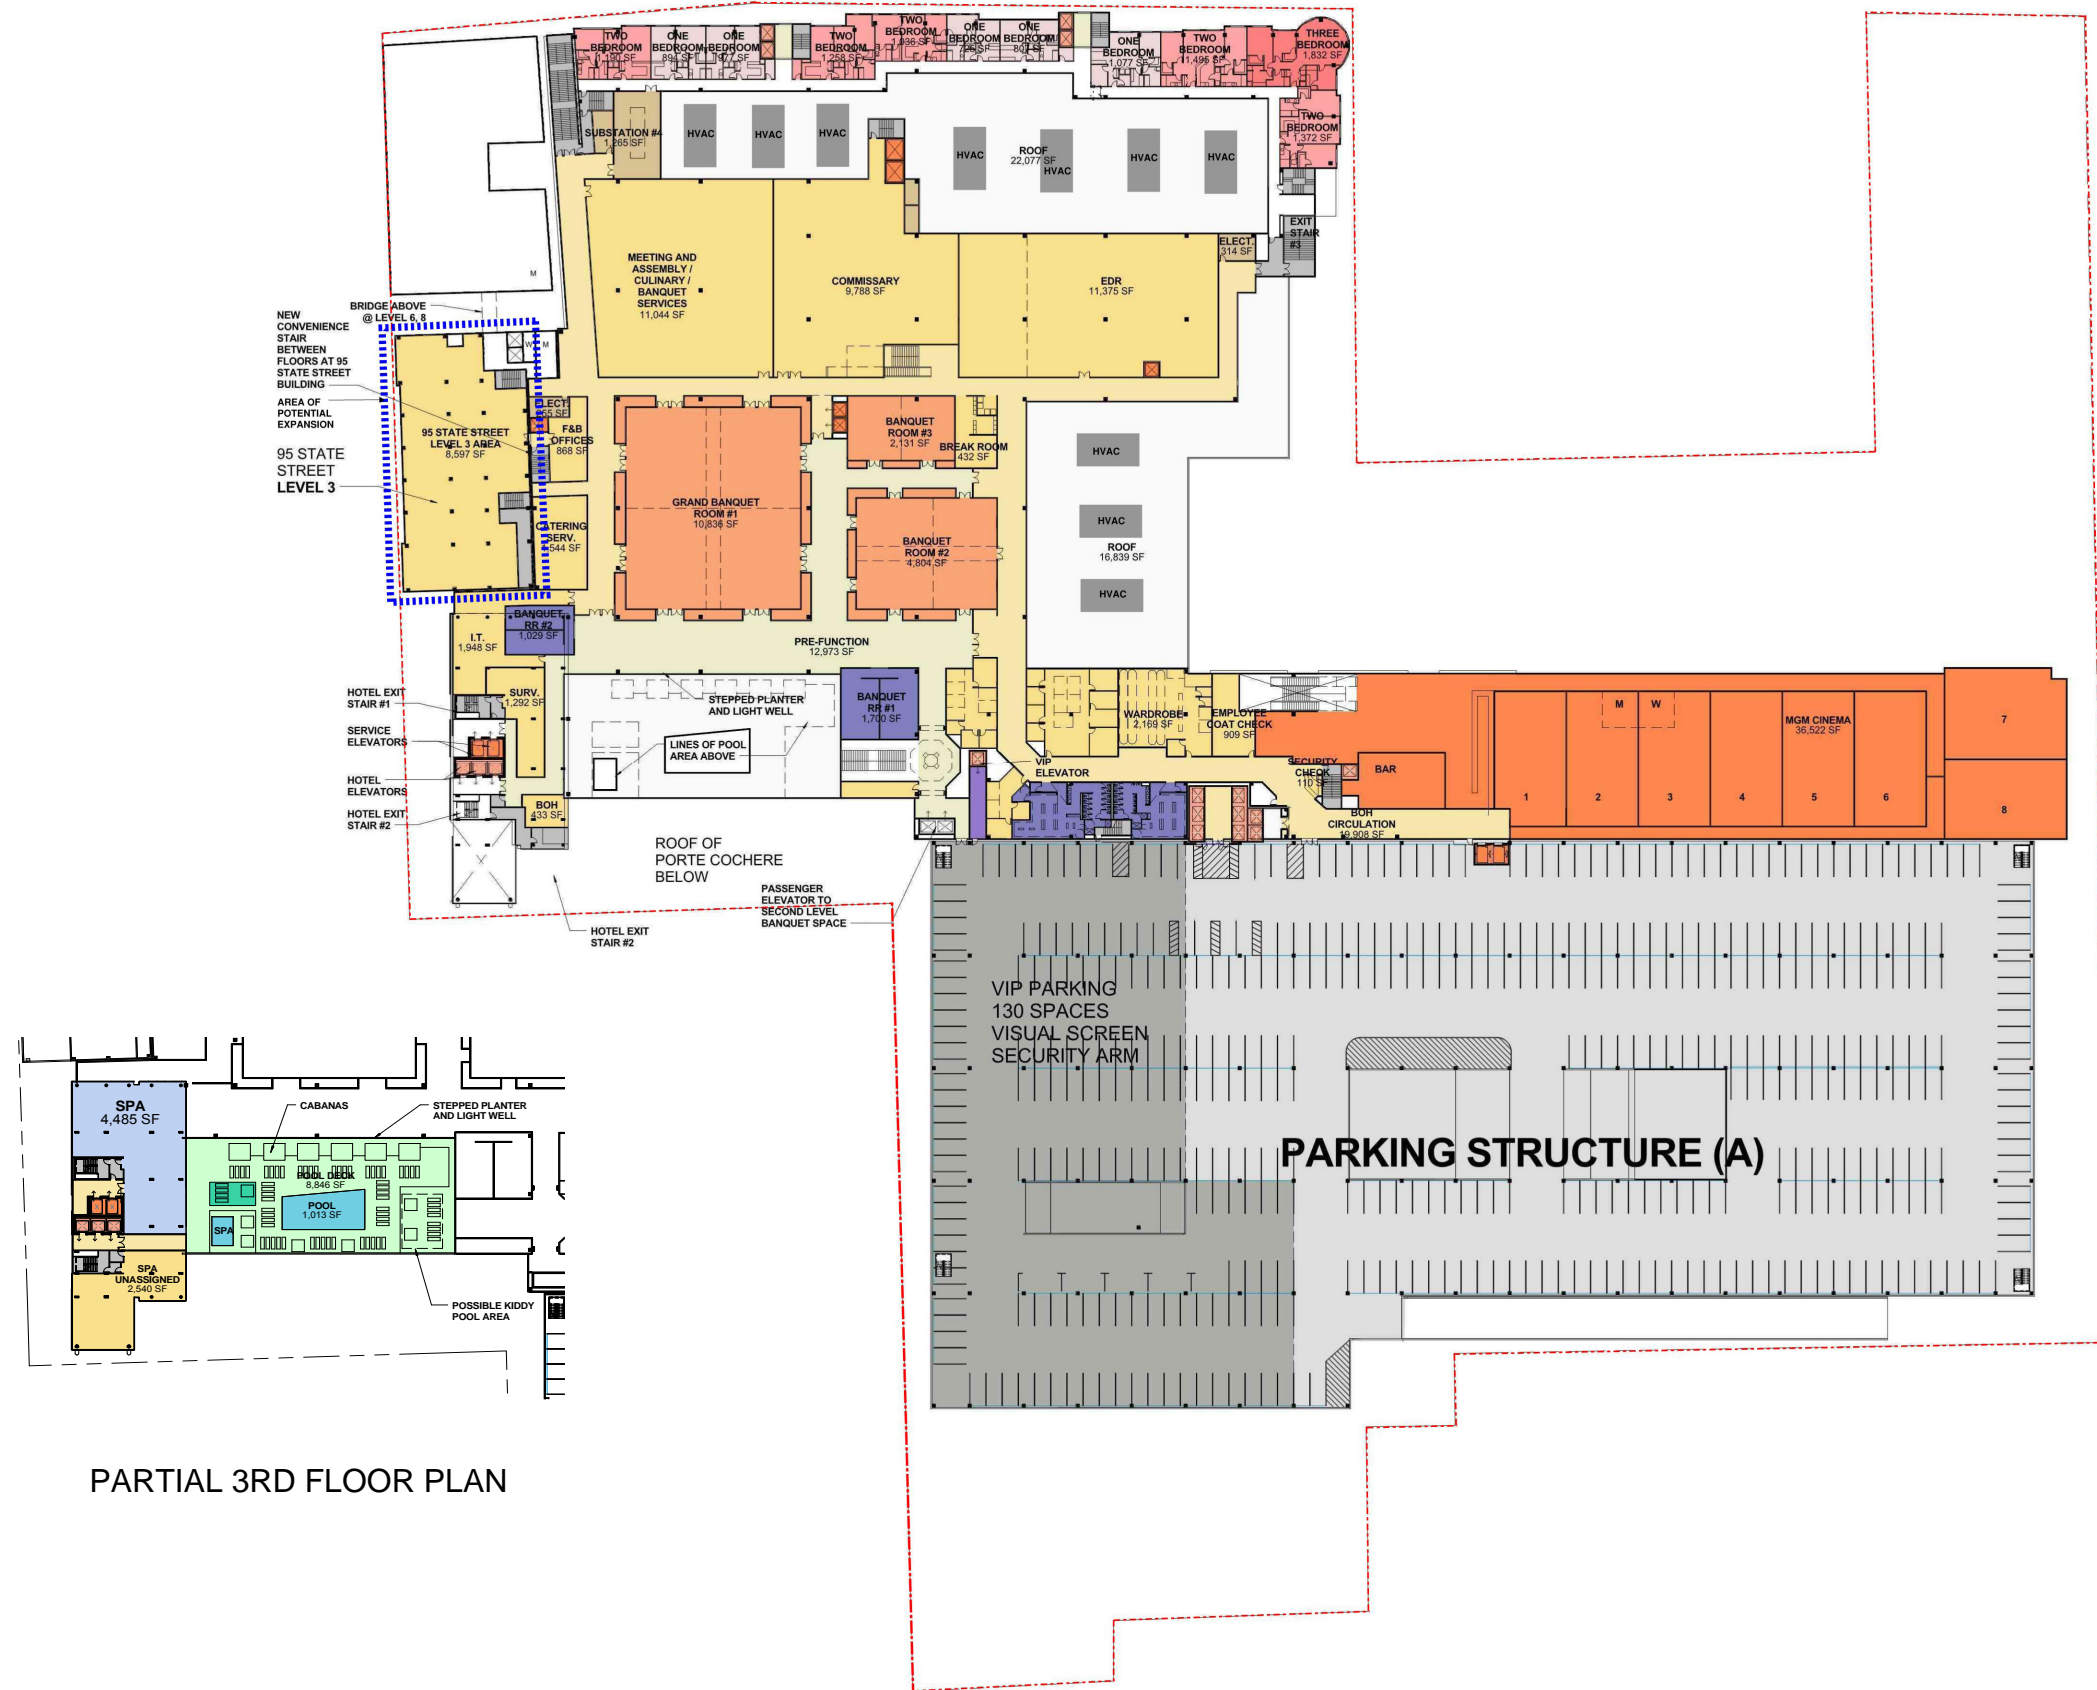 TWO
BEDROOM
1,190 SF
ONE
BEDROOM
894 SF
ONE
BEDROOM
977 SF
TWO
BEDROOM
1,258 SF
TWO
BEDROOM
1,036 SF
ONE
BEDROOM
ONE
BEDROOM
ONE
BEDROOM
1,077 SF
TWO
BEDROOM
1,495 SF
THREE
BEDROOM
1,832 SF
TWO
BEDROOM
1,372 SF
SUBSTATION #4
1,265 SF
HVAC
HVAC
HVAC
HVAC
ROOF
22,077 SF
HVAC
HVAC
HVAC
EXIT
STAIR
#3
ELECT.
314 SF
MEETING AND
ASSEMBLY /
CULINARY /
BANQUET
SERVICES
11,044 SF
COMMISSARY
9,788 SF
EDR
11,375 SF
M
BRIDGE ABOVE
@ LEVEL 6, 8
NEW
CONVENIENCE
STAIR
BETWEEN
FLOORS AT 95
STATE STREET
BUILDING
AREA OF
POTENTIAL
EXPANSION
95 STATE
STREET
LEVEL 3
W
M
95 STATE STREET
LEVEL 3 AREA
8,597 SF
ELECT.
F&B
OFFICES
868 SF
CATERING
SERV.
GRAND BANQUET
ROOM #1
10,836 SF
BANQUET
ROOM #3
2,131 SF
BREAK ROOM
432 SF
BANQUET
ROOM #2
4,804 SF
HVAC
HVAC
ROOF
16,839 SF
HVAC
BANQUET
RR #2
1,029 SF
I.T.
1,948 SF
PRE-FUNCTION
12,973 SF
HOTEL EXIT
STAIR #1
SURV.
1,292 SF
STEPPED PLANTER
AND LIGHT WELL
BANQUET
RR #1
1,700 SF
SERVICE
ELEVATORS
LINES OF POOL
AREA ABOVE
HOTEL
ELEVATORS
BOH
433 SF
HOTEL EXIT
STAIR #2
VIP
ELEVATOR
WARDROBE
2,169 SF
EMPLOYEE
COAT CHECK
909 SF
SECURITY
CHECK
110 SF
BAR
M
W
MGM CINEMA
36,522 SF
1
2
3
4
5
6
7
8
BOH
CIRCULATION
19,908 SF
ROOF OF
PORTE COCHERE
BELOW
PASSENGER
ELEVATOR TO
SECOND LEVEL
BANQUET SPACE
HOTEL EXIT
STAIR #2
VIP PARKING
130 SPACES
VISUAL SCREEN
SECURITY ARM
PARKING STRUCTURE (A)
SPA
4,485 SF
CABANAS
STEPPED PLANTER
AND LIGHT WELL
POOL DECK
8,846 SF
POOL
1,013 SF
SPA
SPA
UNASSIGNED
2,540 SF
POSSIBLE KIDDY
POOL AREA
PARTIAL 3RD FLOOR PLAN